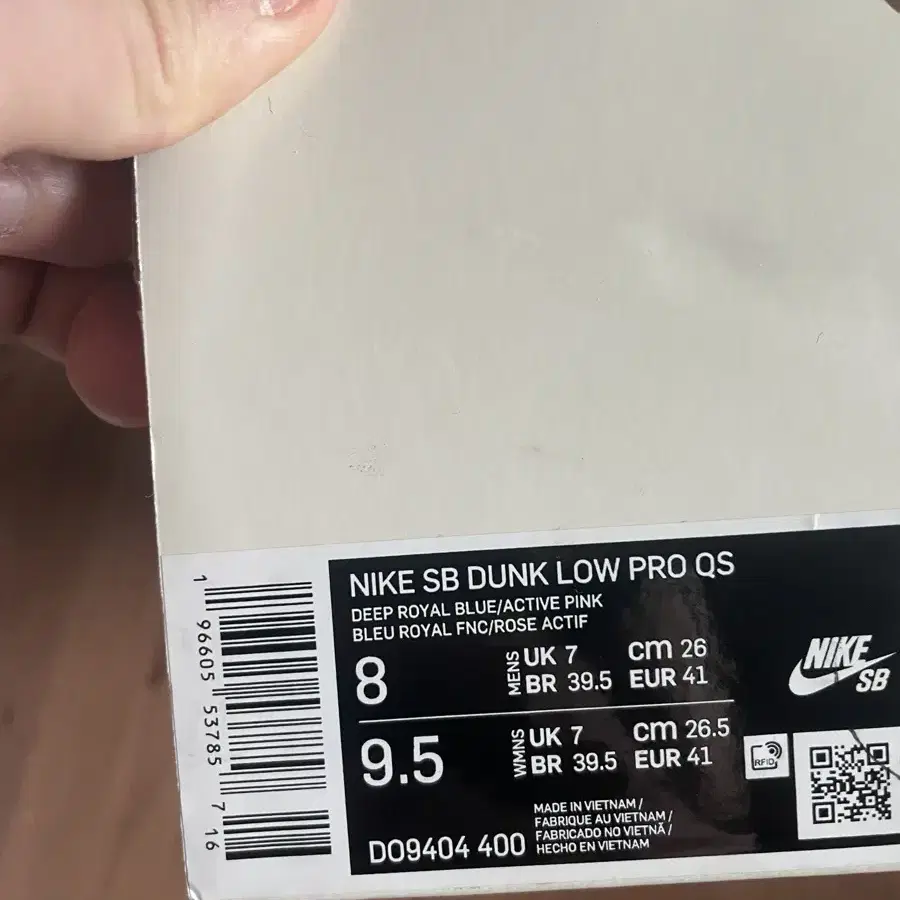 NIKE SB DUNK LOW PRO QS
DEEP ROYAL BLUE/ACTIVE PINK
BLEU ROYAL FNC/ROSE ACTIF
8 MENS UK 7 cm 26
BR 39.5 EUR 41
9.5 WMNS UK 7 cm 26.5
BR 39.5 EUR 41
NIKE
SB
RFID
MADE IN VIETNAM /
FABRIQUE AU VIETNAM /
FABRICADO NO VIETNÃ /
HECHO EN VIETNAM
DO9404 400
1 96605 53785 7 16